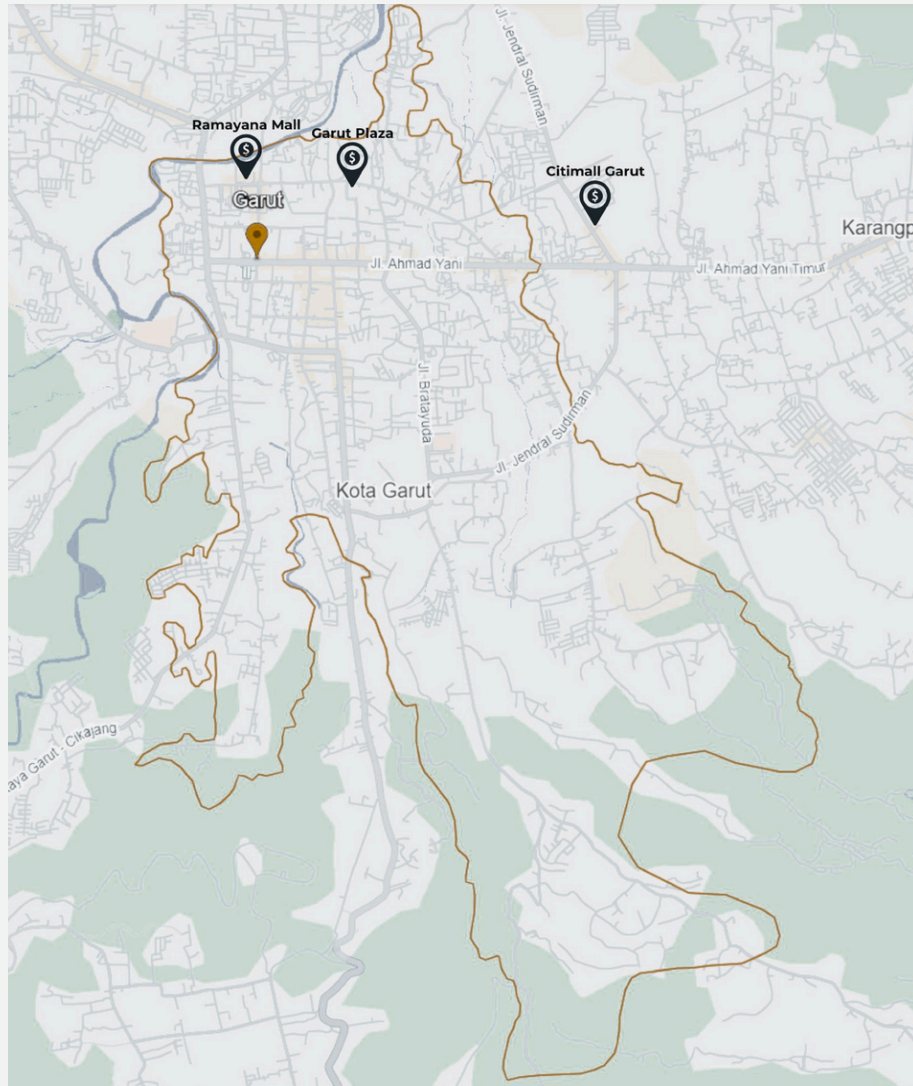 Jl. Jendral Sudirman
Ramayana Mall
Garut Plaza
Citimall Garut
$
$
$
Garut
Karangp
Jl. Ahmad Yani
Jl. Ahmad Yani Timur
Jl. Bratayuda
Jl. Jendral Sudirman
Kota Garut
aya Garut - Cikajang